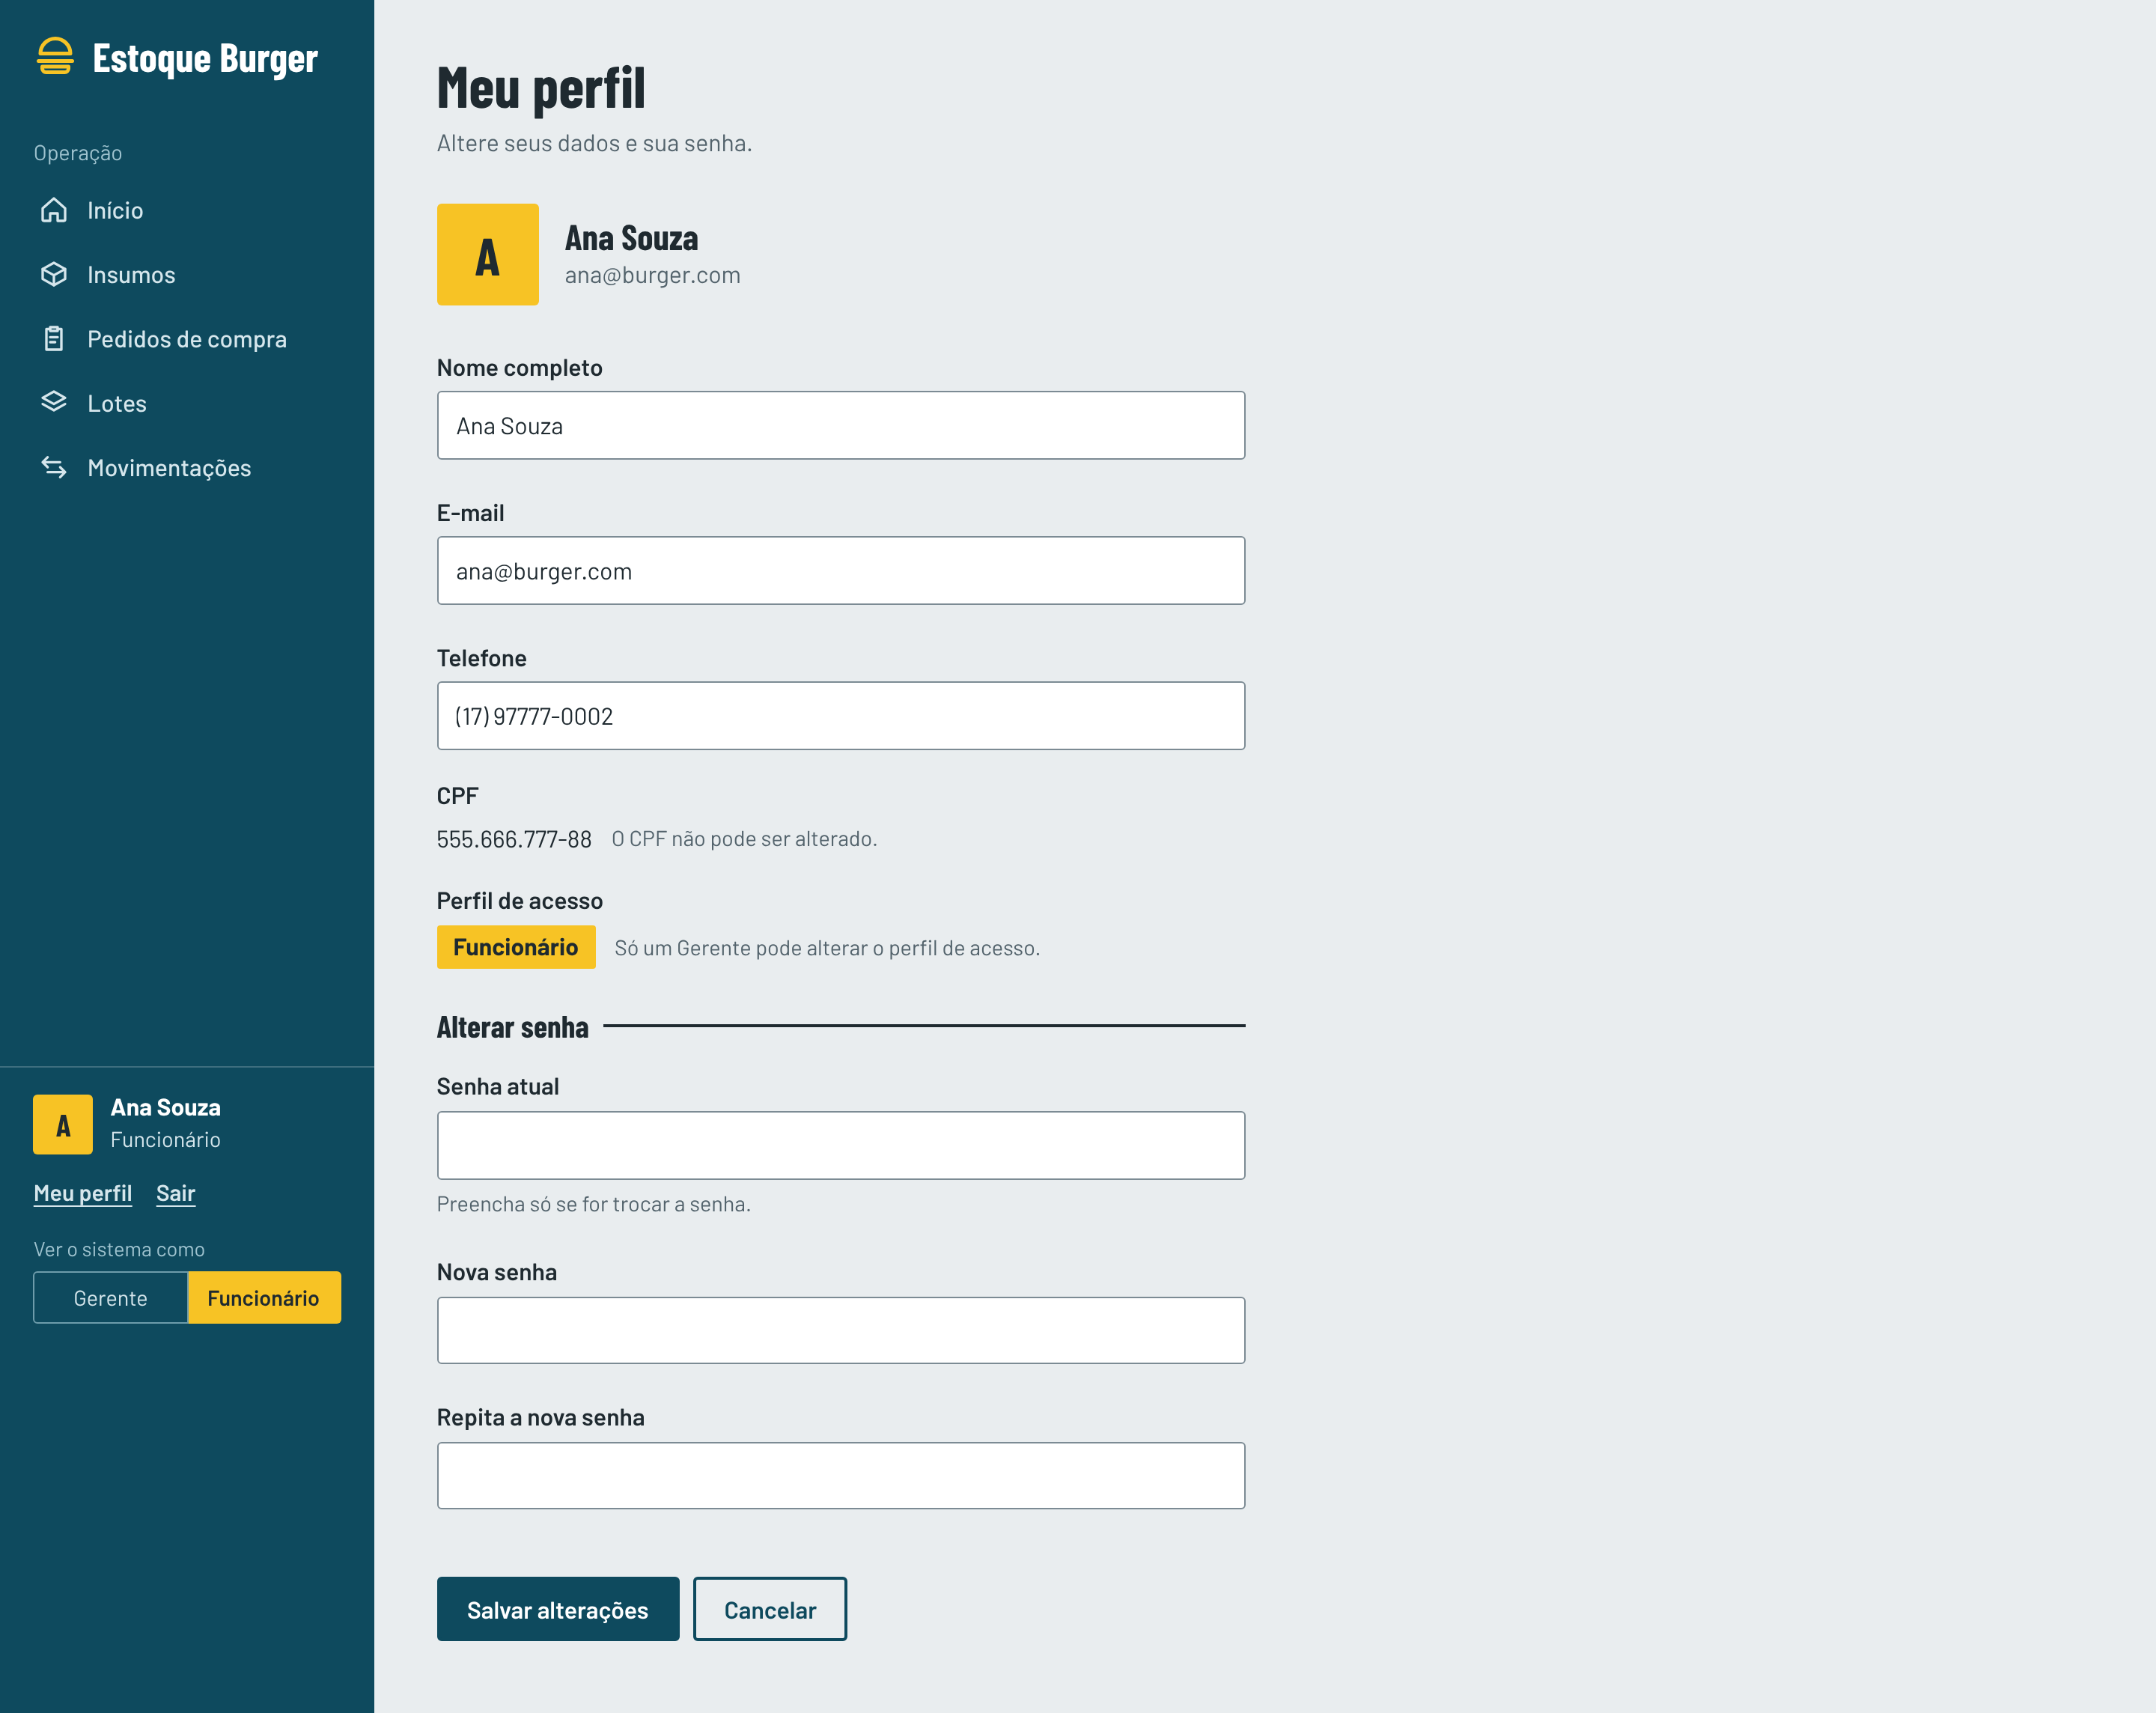 Estoque Burger
Operação
Início
Insumos
Pedidos de compra
Lotes
Movimentações
Ana Souza
A
Funcionário
Meu perfil Sair
Ver o sistema como
Gerente Funcionário
Meu perfil
Altere seus dados e sua senha.
A
Ana Souza
ana@burger.com
Nome completo
Ana Souza
E-mail
ana@burger.com
Telefone
(17) 97777-0002
CPF
555.666.777-88 O CPF não pode ser alterado.
Perfil de acesso
Funcionário Só um Gerente pode alterar o perfil de acesso.
Alterar senha
Senha atual
Preencha só se for trocar a senha.
Nova senha
Repita a nova senha
Salvar alterações Cancelar